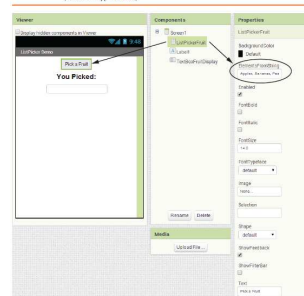 Viewer
Display hidden components in Viewer
9:48
ListPicker Demo
Pick a Fruit
You Picked:
Components
Screen1
ListPickerFruit
Label1
TextBoxFruitDisplay
Rename
Delete
Media
Upload File ...
Properties
ListPickerFruit
BackgroundColor
Default
ElementsFromString
Apples, Bananas, Pea
Enabled
FontBold
FontItalic
FontSize
14.0
FontTypeface
default
Image
None...
Selection
Shape
default
ShowFeedback
ShowFilterBar
Text
Pick a Fruit